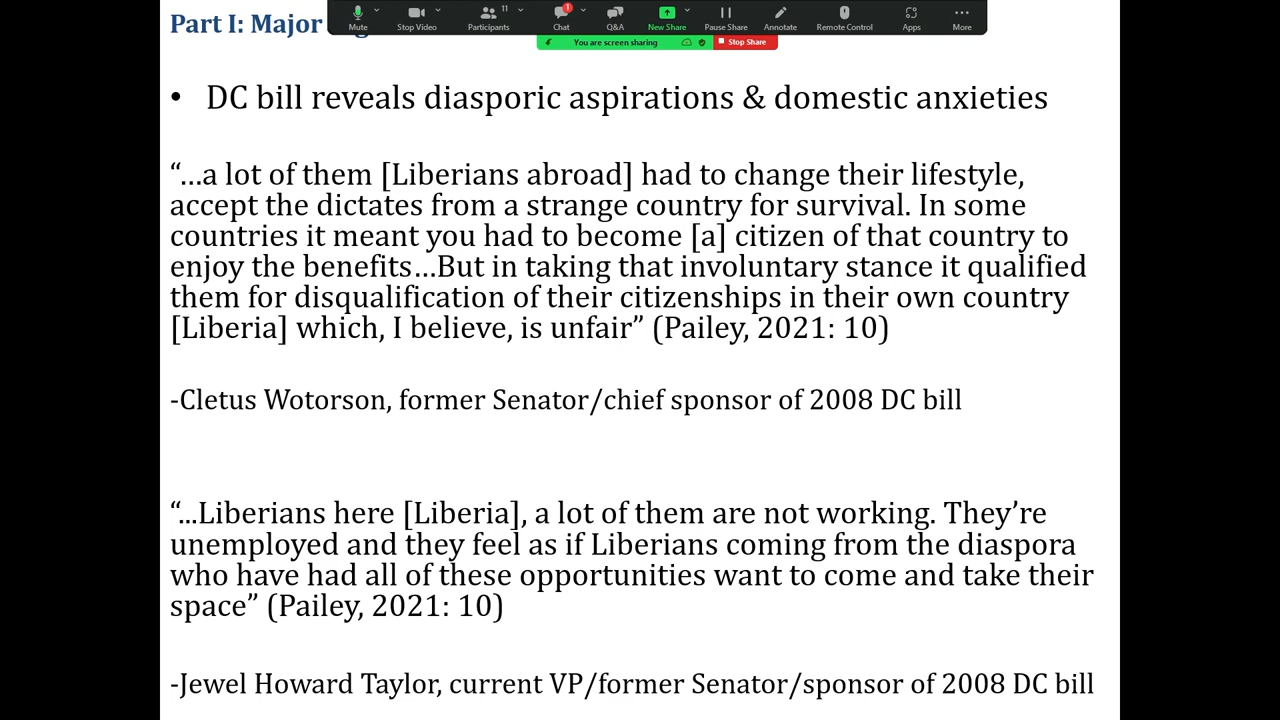 Part I: Major
Mute
Stop Video
11
Participants
1
Chat
Q&A
New Share
Pause Share
Annotate
Remote Control
Apps
More
You are screen sharing
Stop Share
• DC bill reveals diasporic aspirations & domestic anxieties
“…a lot of them [Liberians abroad] had to change their lifestyle,
accept the dictates from a strange country for survival. In some
countries it meant you had to become [a] citizen of that country to
enjoy the benefits…But in taking that involuntary stance it qualified
them for disqualification of their citizenships in their own country
[Liberia] which, I believe, is unfair” (Pailey, 2021: 10)
-Cletus Wotorson, former Senator/chief sponsor of 2008 DC bill
“…Liberians here [Liberia], a lot of them are not working. They’re
unemployed and they feel as if Liberians coming from the diaspora
who have had all of these opportunities want to come and take their
space” (Pailey, 2021: 10)
-Jewel Howard Taylor, current VP/former Senator/sponsor of 2008 DC bill